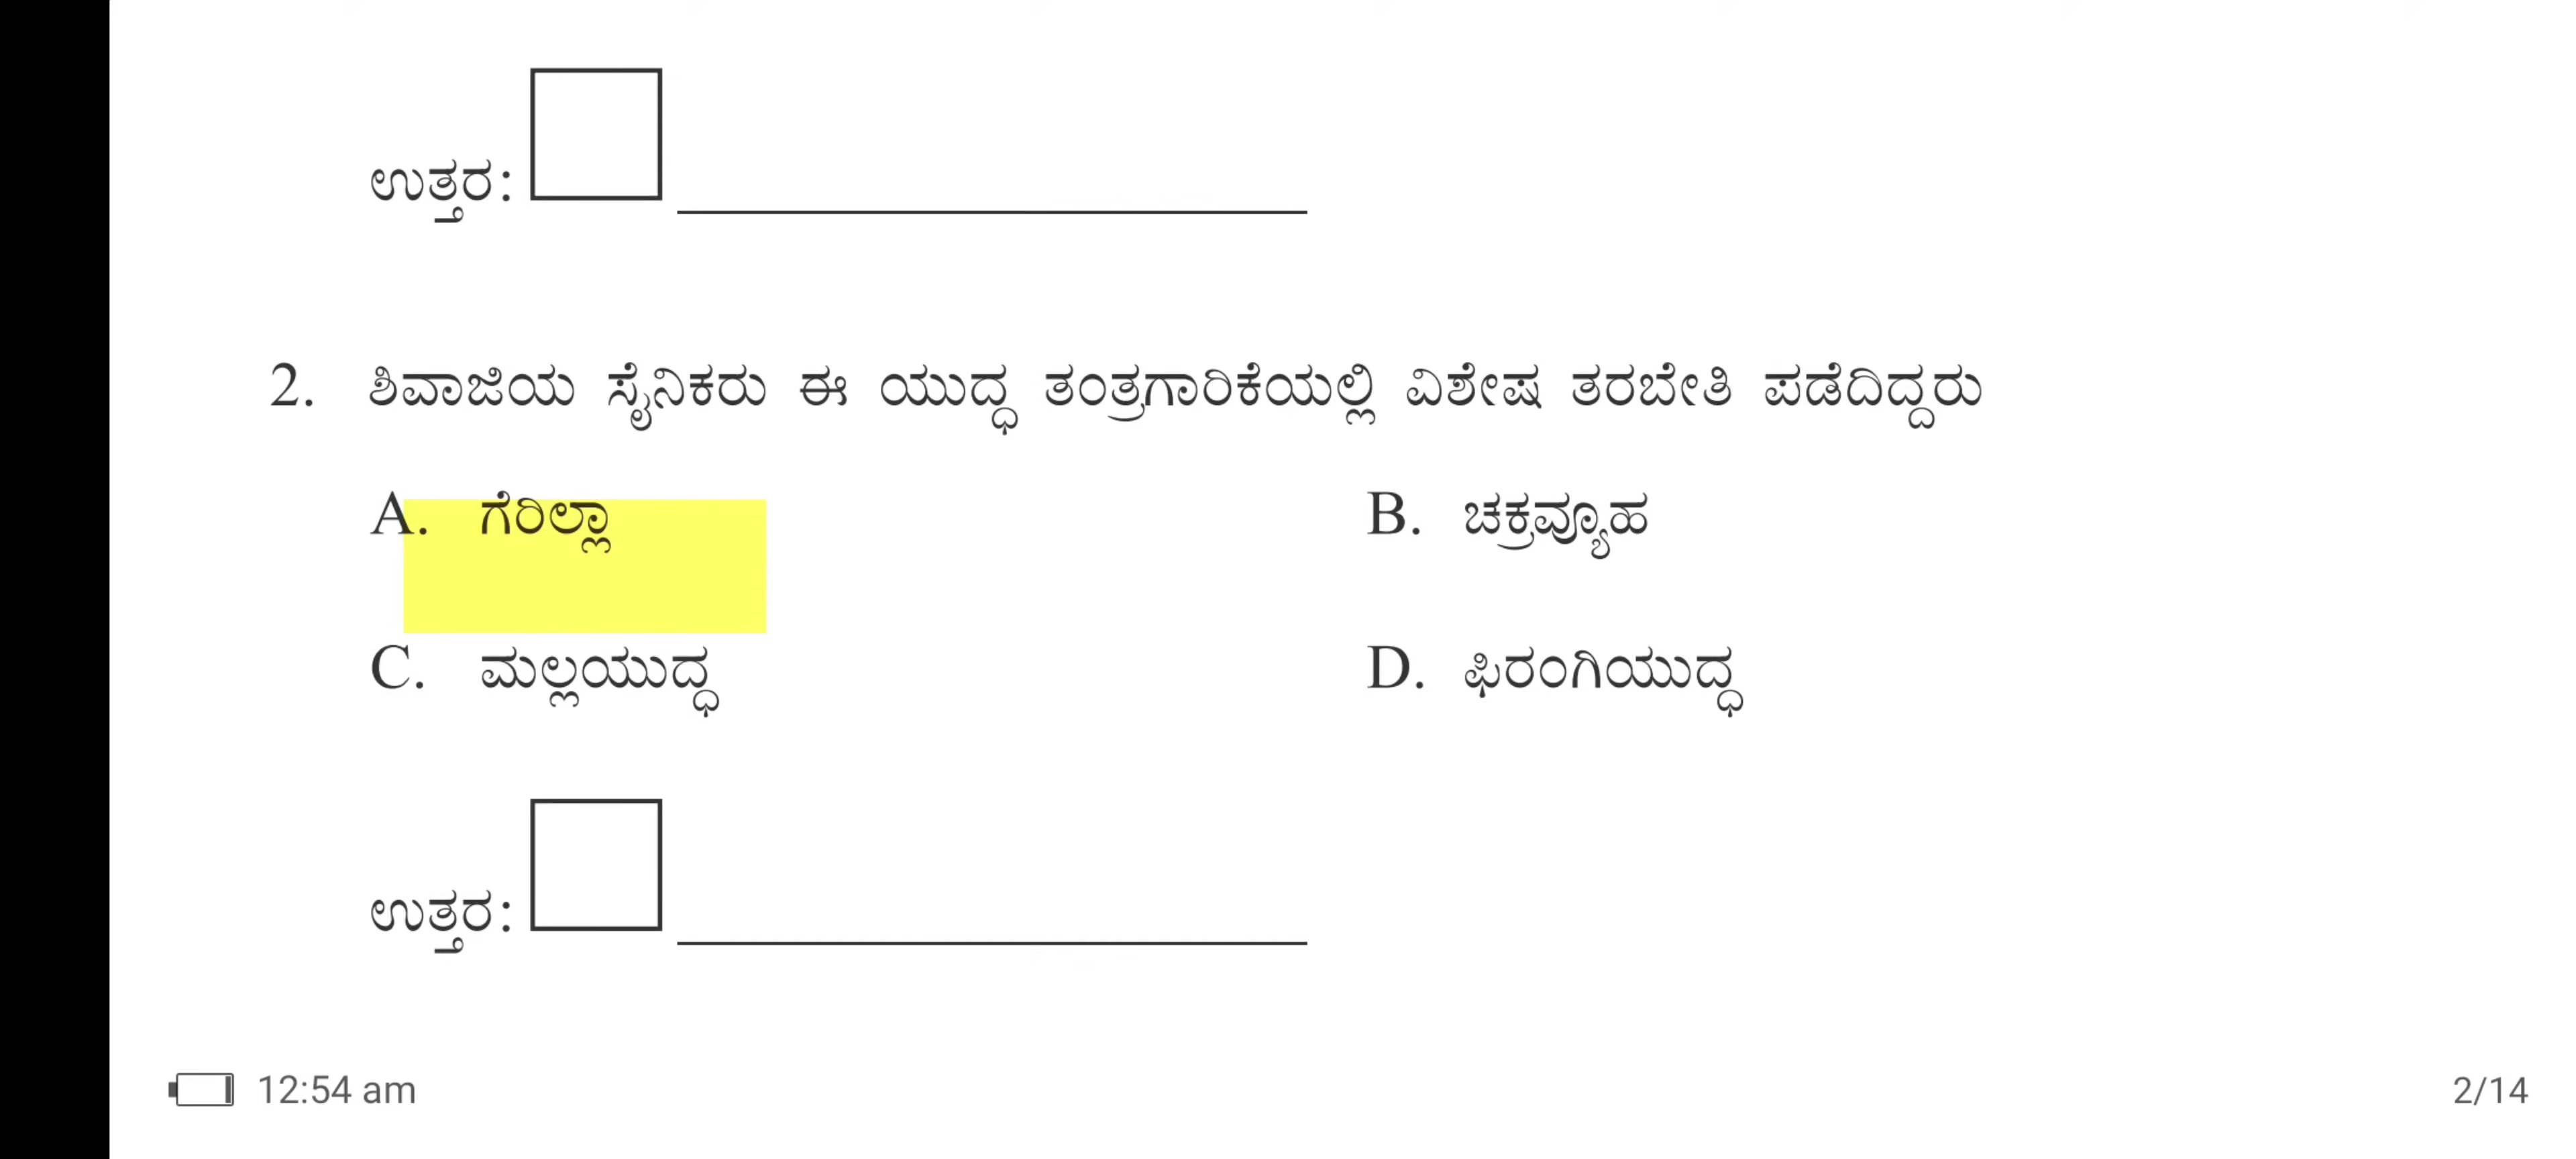 ಉತ್ತರ:
2. ಶಿವಾಜಿಯ ಸೈನಿಕರು ಈ ಯುದ್ಧ ತಂತ್ರಗಾರಿಕೆಯಲ್ಲಿ ವಿಶೇಷ ತರಬೇತಿ ಪಡೆದಿದ್ದರು
A. ಗೆರಿಲ್ಲಾ B. ಚಕ್ರವ್ಯೂಹ
C. ಮಲ್ಲಯುದ್ಧ D. ಫಿರಂಗಿಯುದ್ಧ
ಉತ್ತರ:
12:54 am 2/14